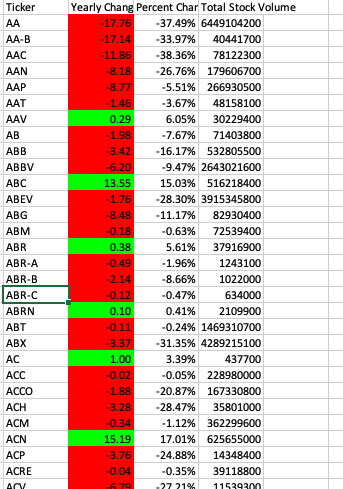 Ticker Yearly Chang Percent Char Total Stock Volume
AA -17.76 -37.49% 6449104200
AA-B -17.14 -33.97% 40441700
AAC -11.86 -38.36% 78122300
AAN -8.18 -26.76% 179606700
AAP -8.77 -5.51% 266930500
AAT -1.46 -3.67% 48158100
AAV 0.29 6.05% 30229400
AB -1.98 -7.67% 71403800
ABB -3.42 -16.17% 532805500
ABBV -6.20 -9.47% 2643021600
ABC 13.55 15.03% 516218400
ABEV -1.76 -28.30% 3915345800
ABG -8.48 -11.17% 82930400
ABM -0.18 -0.63% 72539400
ABR 0.38 5.61% 37916900
ABR-A -0.49 -1.96% 1243100
ABR-B -2.14 -8.66% 1022000
ABR-C -0.12 -0.47% 634000
ABRN 0.10 0.41% 2109900
ABT -0.11 -0.24% 1469310700
ABX -3.37 -31.35% 4289215100
AC 1.00 3.39% 437700
ACC -0.02 -0.05% 228980000
ACCO -1.88 -20.87% 167330800
ACH -3.28 -28.47% 35801000
ACM -0.34 -1.12% 362299600
ACN 15.19 17.01% 625655000
ACP -3.76 -24.88% 14348400
ACRE -0.04 -0.35% 39118800
ACV -6.79 -27.21% 11539300